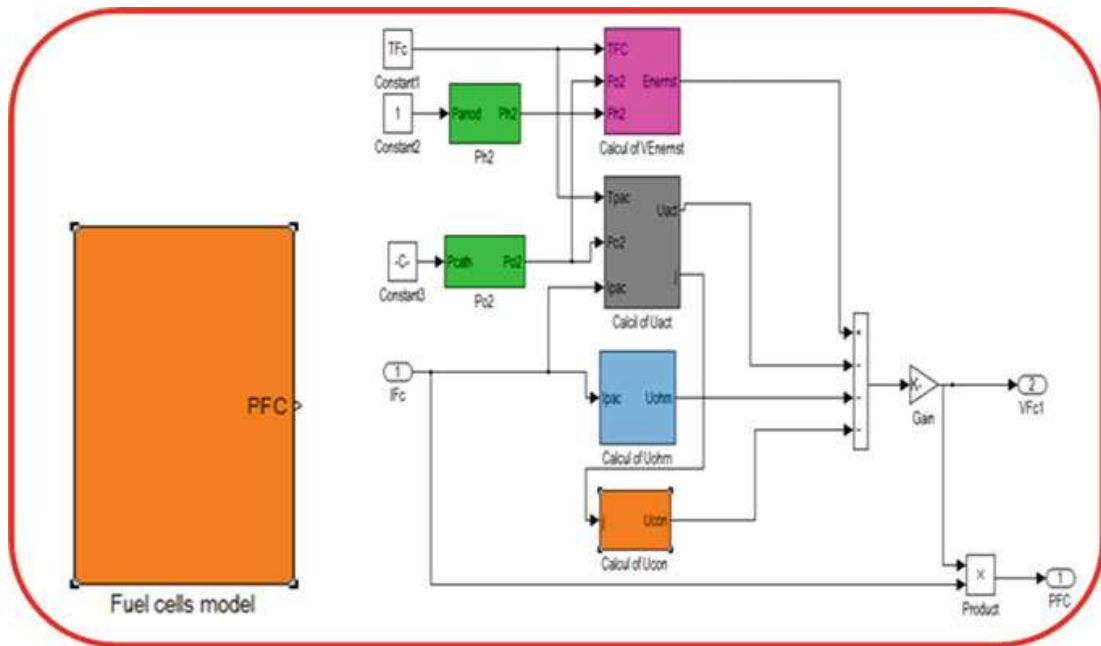 TFc
Constant1
1
Constant2
Panod Ph2
Ph2
TFC
Po2 Enernst
Ph2
Calcul of VEnernst
-C-
Constant3
Pcath Po2
Po2
Tpac
Uact
Po2
j
Ipac
Calcil of Uact
1
IFc
Ipac Uohm
Calcul of Uohm
j Ucon
Calcul of Ucon
+
-
-
-
K-
Gain
2
VFc1
×
Product
1
PFC
PFC
Fuel cells model